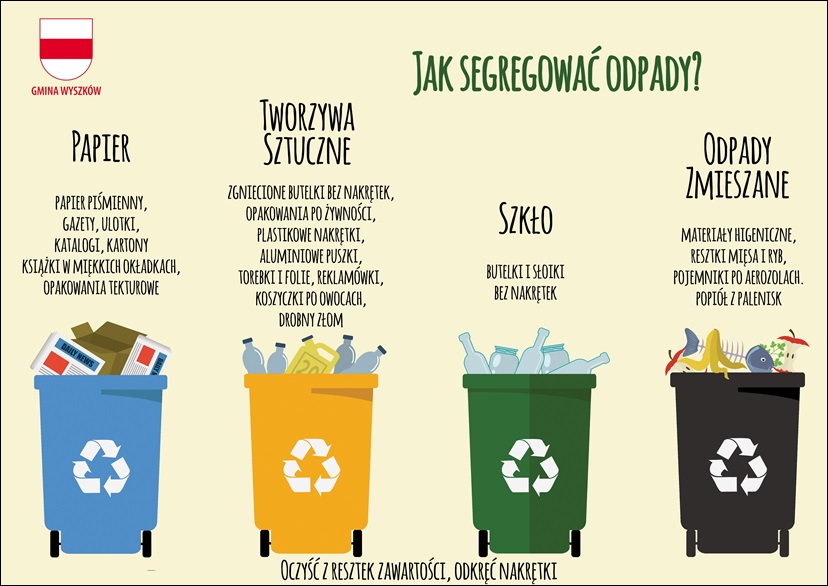 GMINA WYSZKÓW
JAK SEGREGOWAĆ ODPADY?
PAPIER
PAPIER PIŚMIENNY,
GAZETY, ULOTKI,
KATALOGI, KARTONY
KSIĄŻKI W MIĘKKICH OKŁADKACH,
OPAKOWANIA TEKTUROWE
TWORZYWA
SZTUCZNE
ZGNIECIONE BUTELKI BEZ NAKRĘTEK,
OPAKOWANIA PO ŻYWNOŚCI,
PLASTIKOWE NAKRĘTKI,
ALUMINIOWE PUSZKI,
TOREBKI I FOLIE, REKLAMÓWKI,
KOSZYCZKI PO OWOCACH,
DROBNY ZŁOM
SZKŁO
BUTELKI I SŁOIKI
BEZ NAKRĘTEK
ODPADY
ZMIESZANE
MATERIAŁY HIGENICZNE,
RESZTKI MIĘSA I RYB,
POJEMNIKI PO AEROZOLACH.
POPIÓŁ Z PALENISK
DAILY NEWS
OCZYŚĆ Z RESZTEK ZAWARTOŚCI, ODKRĘĆ NAKRĘTKI